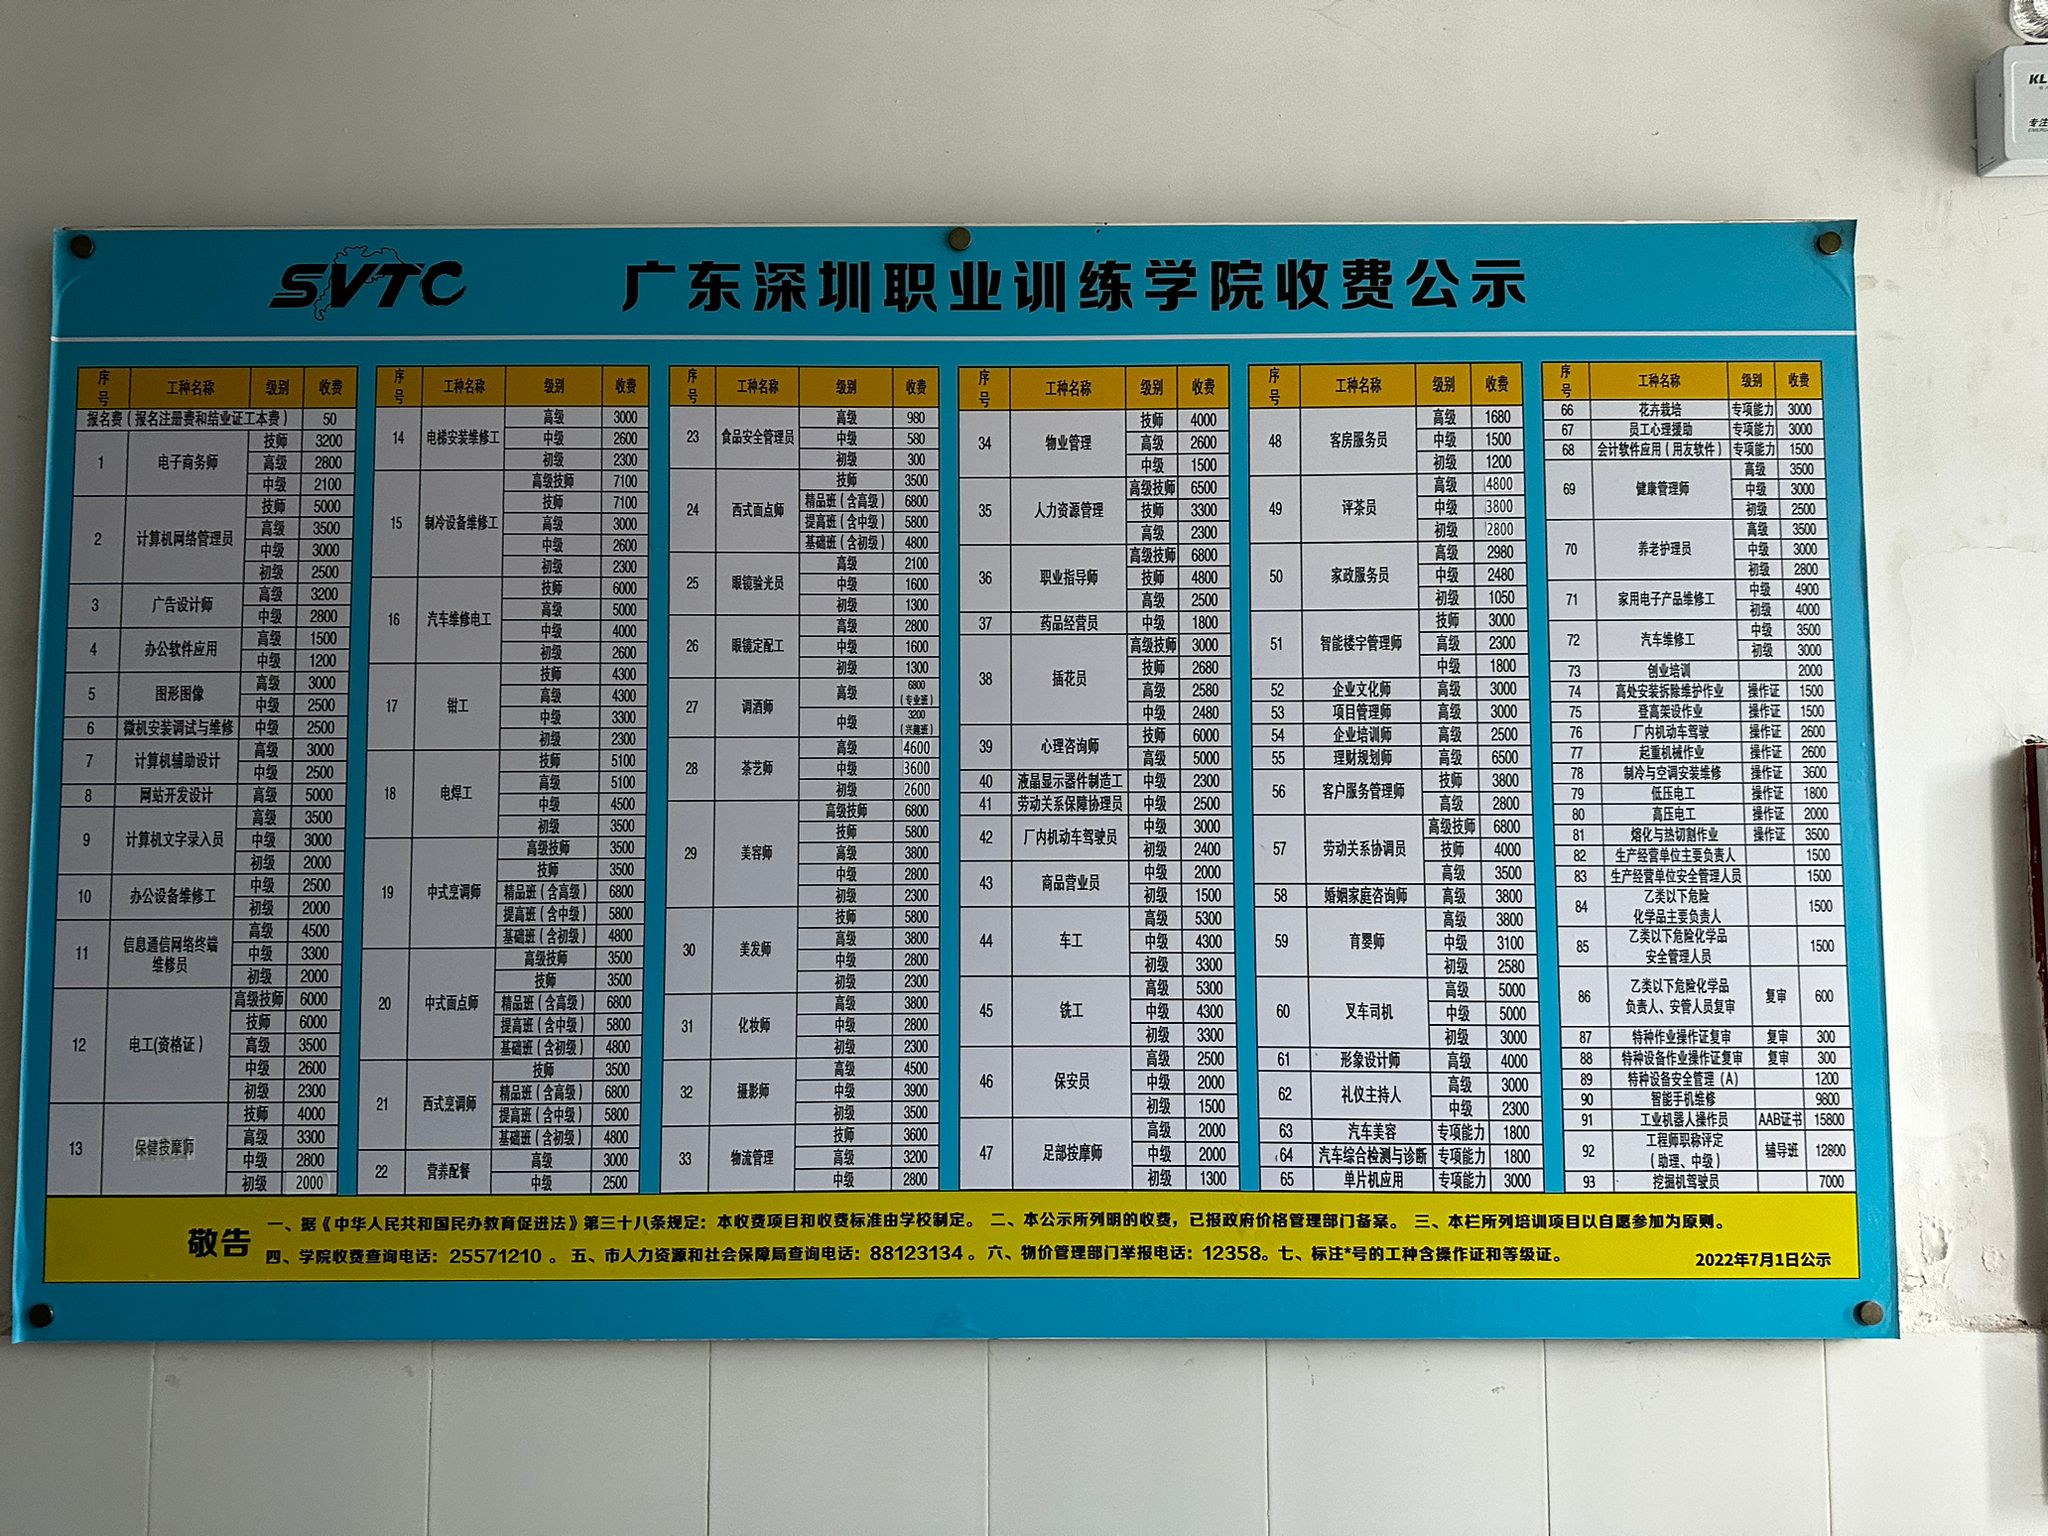 SVTC 广东深圳职业训练学院收费公示
序号 工种名称 级别 收费
报名费（报名注册费和结业证工本费） 50
1 电子商务师 技师 3200
高级 2800
中级 2100
2 计算机网络管理员 技师 5000
高级 3500
中级 3000
初级 2500
3 广告设计师 高级 3200
中级 2800
4 办公软件应用 高级 1500
中级 1200
5 图形图像 高级 3000
中级 2500
6 微机安装调试与维修 中级 2500
7 计算机辅助设计 高级 3000
中级 2500
8 网站开发设计 高级 5000
9 计算机文字录入员 高级 3500
中级 3000
初级 2000
10 办公设备维修工 中级 2500
初级 2000
11 信息通信网络终端维修员 高级 4500
中级 3300
初级 2000
12 电工(资格证） 高级技师 6000
技师 6000
高级 3500
中级 2600
初级 2300
13 保健按摩师 技师 4000
高级 3300
中级 2800
初级 2000
序号 工种名称 级别 收费
14 电梯安装维修工 高级 3000
中级 2600
初级 2300
15 制冷设备维修工 高级技师 7100
技师 7100
高级 3000
中级 2600
初级 2300
16 汽车维修电工 技师 6000
高级 5000
中级 4000
初级 2600
17 钳工 技师 4300
高级 4300
中级 3300
初级 2300
18 电焊工 技师 5100
高级 5100
中级 4500
初级 3500
19 中式烹调师 高级技师 3500
技师 3500
精品班（含高级） 6800
提高班（含中级） 5800
基础班（含初级） 4800
20 中式面点师 高级技师 3500
技师 3500
精品班（含高级） 6800
提高班（含中级） 5800
基础班（含初级） 4800
21 西式烹调师 技师 3500
精品班（含高级） 6800
提高班（含中级） 5800
基础班（含初级） 4800
22 营养配餐 高级 3000
中级 2500
序号 工种名称 级别 收费
23 食品安全管理员 高级 980
中级 580
初级 300
24 西式面点师 技师 3500
精品班（含高级） 6800
提高班（含中级） 5800
基础班（含初级） 4800
25 眼镜验光员 高级 2100
中级 1600
初级 1300
26 眼镜定配工 高级 2800
中级 1600
初级 1300
27 调酒师 高级 6800（专业班）
中级 3200（兴趣班）
28 茶艺师 高级 4600
中级 3600
初级 2600
29 美容师 高级技师 6800
技师 5800
高级 3800
中级 2800
初级 2300
30 美发师 技师 5800
高级 3800
中级 2800
初级 2300
31 化妆师 高级 3800
中级 2800
初级 2300
32 摄影师 高级 4500
中级 3900
初级 3500
33 物流管理 技师 3600
高级 3200
中级 2800
序号 工种名称 级别 收费
34 物业管理 技师 4000
高级 2600
中级 1500
35 人力资源管理 高级技师 6500
技师 3300
高级 2300
36 职业指导师 高级技师 6800
技师 4800
高级 2500
37 药品经营员 中级 1800
38 插花员 高级技师 3000
技师 2680
高级 2580
中级 2480
39 心理咨询师 技师 6000
高级 5000
40 液晶显示器件制造工 中级 2300
41 劳动关系保障协理员 中级 2500
42 厂内机动车驾驶员 中级 3000
初级 2400
43 商品营业员 中级 2000
初级 1500
44 车工 高级 5300
中级 4300
初级 3300
45 铣工 高级 5300
中级 4300
初级 3300
46 保安员 高级 2500
中级 2000
初级 1500
47 足部按摩师 高级 2000
中级 2000
初级 1300
序号 工种名称 级别 收费
48 客房服务员 高级 1680
中级 1500
初级 1200
49 评茶员 高级 4800
中级 3800
初级 2800
50 家政服务员 高级 2980
中级 2480
初级 1050
51 智能楼宇管理师 技师 3000
高级 2300
中级 1800
52 企业文化师 高级 3000
53 项目管理师 高级 3000
54 企业培训师 高级 2500
55 理财规划师 高级 6500
56 客户服务管理师 技师 3800
高级 2800
57 劳动关系协调员 高级技师 6800
技师 4000
高级 3500
58 婚姻家庭咨询师 高级 3800
59 育婴师 高级 3800
中级 3100
初级 2580
60 叉车司机 高级 5000
中级 5000
初级 3000
61 形象设计师 高级 4000
62 礼仪主持人 高级 3000
中级 2300
63 汽车美容 专项能力 1800
64 汽车综合检测与诊断 专项能力 1800
65 单片机应用 专项能力 3000
序号 工种名称 级别 收费
66 花卉栽培 专项能力 3000
67 员工心理援助 专项能力 3000
68 会计软件应用（用友软件） 专项能力 1500
69 健康管理师 高级 3500
中级 3000
初级 2500
70 养老护理员 高级 3500
中级 3000
初级 2800
71 家用电子产品维修工 中级 4900
初级 4000
72 汽车维修工 中级 3500
初级 3000
73 创业培训 2000
74 高处安装拆除维护作业 操作证 1500
75 登高架设作业 操作证 1500
76 厂内机动车驾驶 操作证 2600
77 起重机械作业 操作证 2600
78 制冷与空调安装维修 操作证 3600
79 低压电工 操作证 1800
80 高压电工 操作证 2000
81 熔化与热切割作业 操作证 3500
82 生产经营单位主要负责人 1500
83 生产经营单位安全管理人员 1500
84 乙类以下危险化学品主要负责人 1500
85 乙类以下危险化学品安全管理人员 1500
86 乙类以下危险化学品负责人、安管人员复审 复审 600
87 特种作业操作证复审 复审 300
88 特种设备作业操作证复审 复审 300
89 特种设备安全管理（A） 1200
90 智能手机维修 9800
91 工业机器人操作员 AAB证书 15800
92 工程师职称评定（助理、中级） 辅导班 12800
93 挖掘机驾驶员 7000
敬告
一、据《中华人民共和国民办教育促进法》第三十八条规定：本收费项目和收费标准由学校制定。 二、本公示所列明的收费，已报政府价格管理部门备案。 三、本栏所列培训项目以自愿参加为原则。
四、学院收费查询电话：25571210 。 五、市人力资源和社会保障局查询电话：88123134 。 六、物价管理部门举报电话：12358。 七、标注*号的工种含操作证和等级证。
2022年7月1日公示
KL
专注